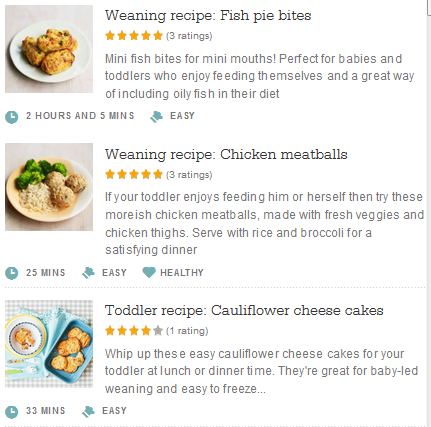 Weaning recipe: Fish pie bites
(3 ratings)
Mini fish bites for mini mouths! Perfect for babies and
toddlers who enjoy feeding themselves and a great way
of including oily fish in their diet
2 HOURS AND 5 MINS EASY
Weaning recipe: Chicken meatballs
(3 ratings)
If your toddler enjoys feeding him or herself then try these
moreish chicken meatballs, made with fresh veggies and
chicken thighs. Serve with rice and broccoli for a
satisfying dinner
25 MINS EASY HEALTHY
Toddler recipe: Cauliflower cheese cakes
(1 rating)
Whip up these easy cauliflower cheese cakes for your
toddler at lunch or dinner time. They're great for baby-led
weaning and easy to freeze...
33 MINS EASY